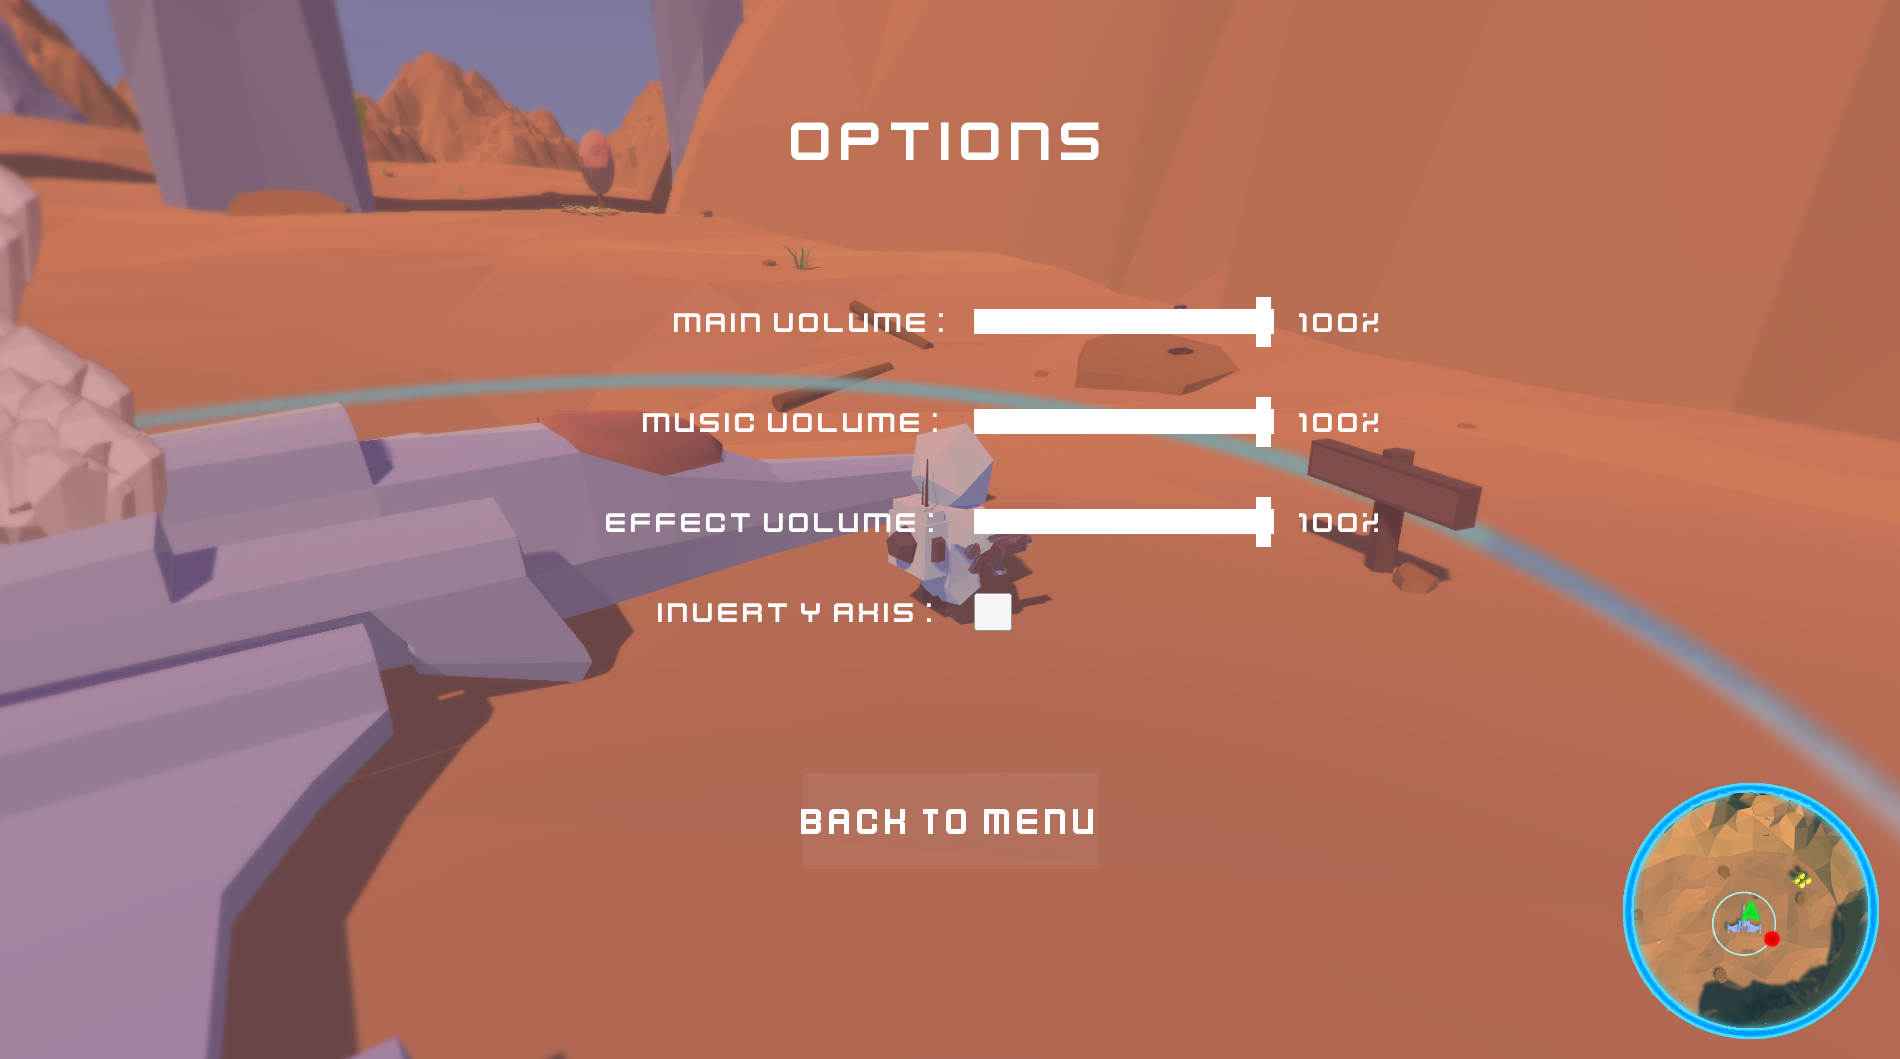 OPTIONS
MAIN VOLUME : 100%
MUSIC VOLUME : 100%
EFFECT VOLUME : 100%
INVERT Y AXIS :
BACK TO MENU